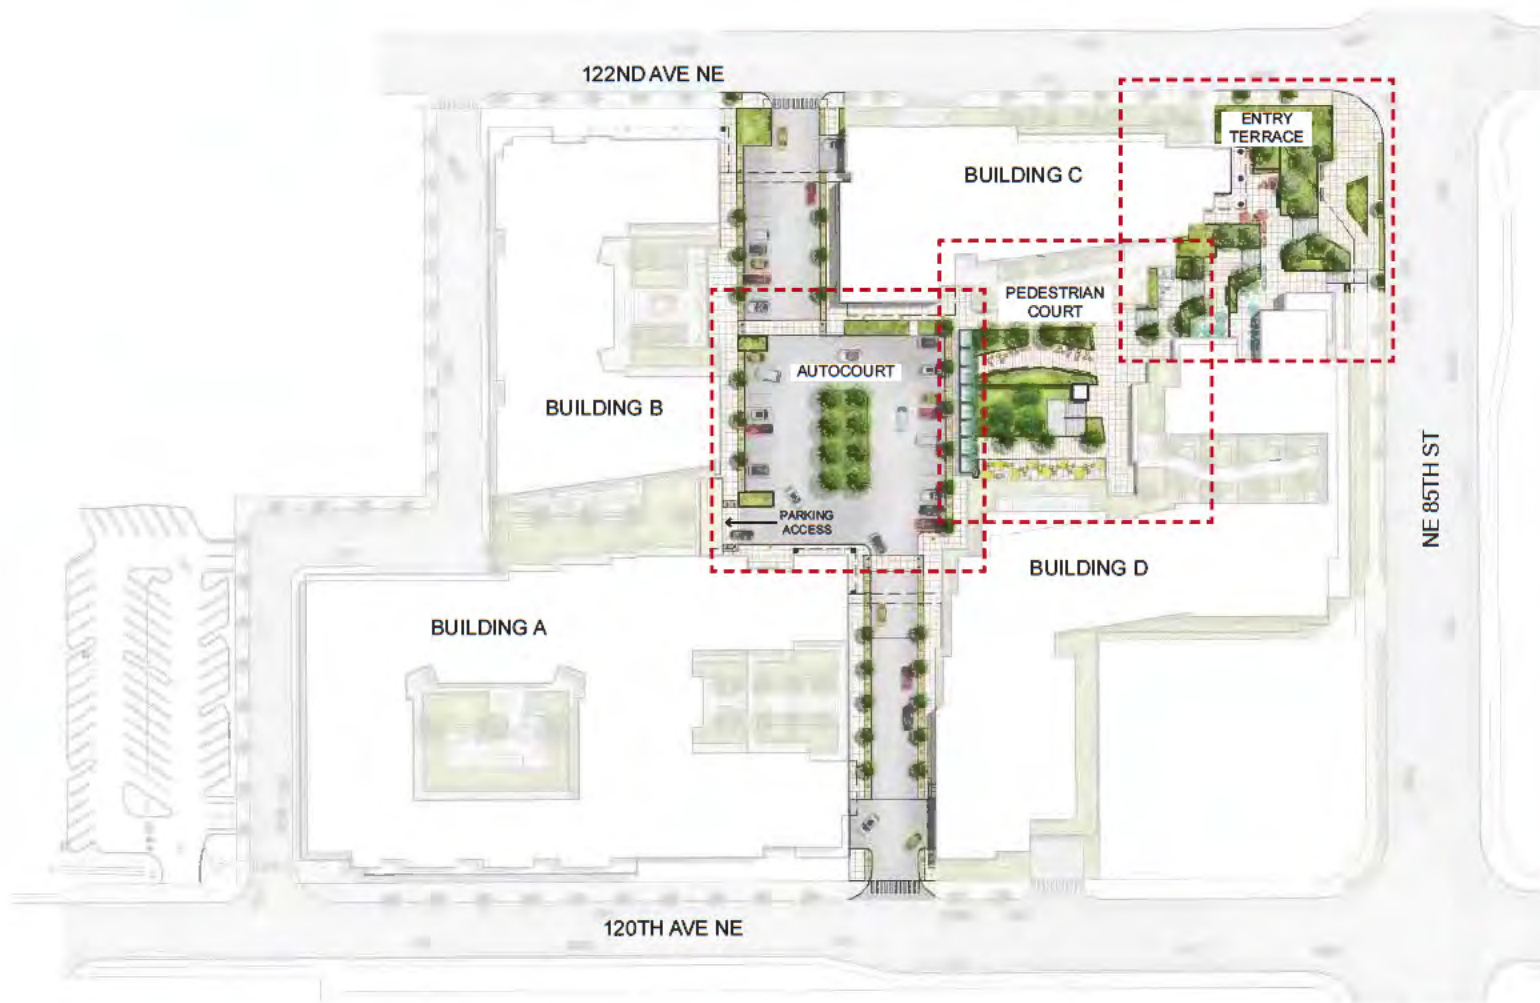 122ND AVE NE
ENTRY
TERRACE
BUILDING C
PEDESTRIAN
COURT
AUTOCOURT
BUILDING B
PARKING
ACCESS
NE 85TH ST
BUILDING D
BUILDING A
120TH AVE NE